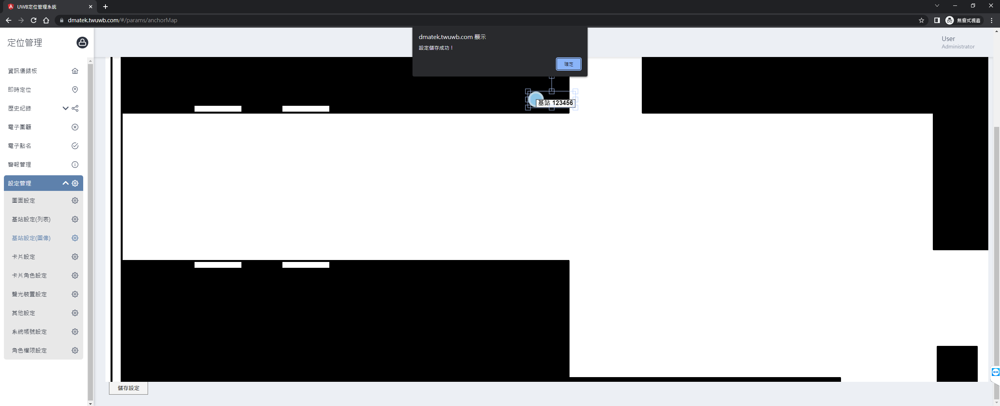 UWB定位管理系統
dmatek.twuwb.com/#/params/anchorMap
無痕式視窗
dmatek.twuwb.com 顯示
設定儲存成功！
確定
定位管理
User
Administrator
資訊儀錶板
即時定位
歷史紀錄
電子圍籬
電子點名
警報管理
設定管理
圖面設定
基站設定(列表)
基站設定(圖像)
卡片設定
卡片角色設定
聲光裝置設定
其他設定
系統帳號設定
角色權限設定
基站 123456
儲存設定